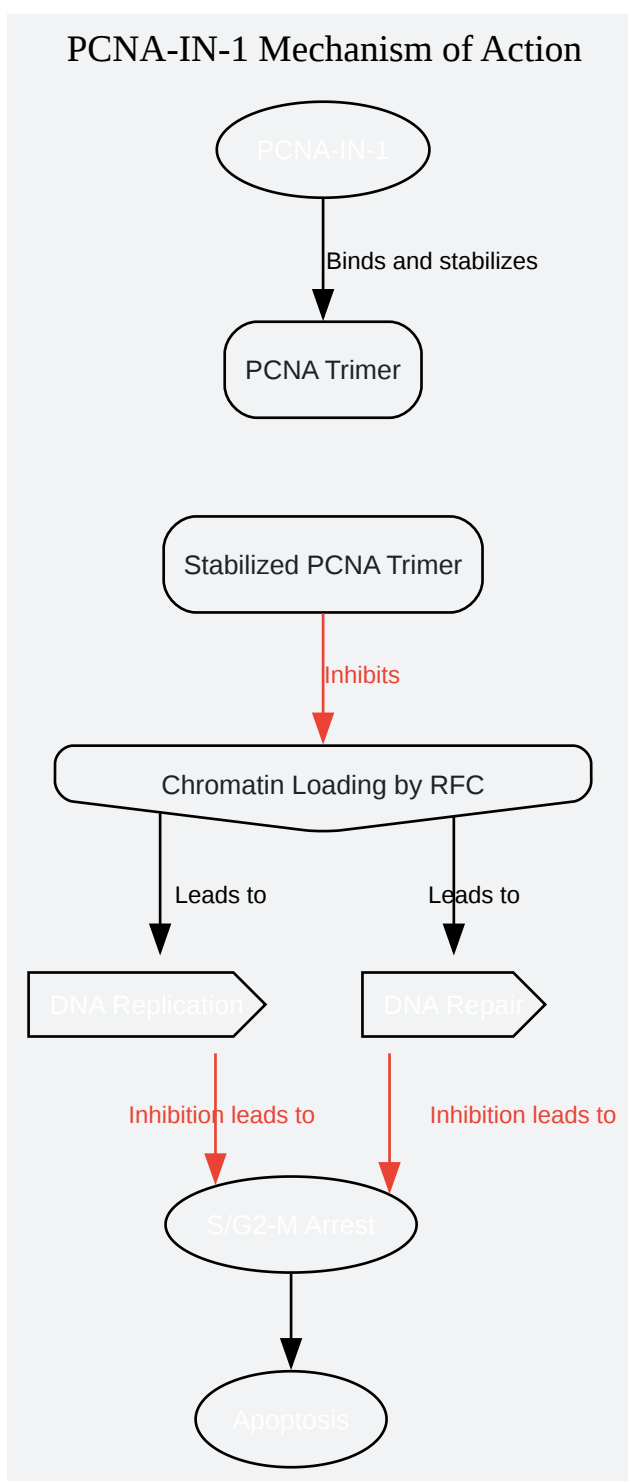 PCNA-IN-1 Mechanism of Action
PCNA-IN-1
Binds and stabilizes
PCNA Trimer
Stabilized PCNA Trimer
Inhibits
Chromatin Loading by RFC
Leads to
Leads to
DNA Replication
DNA Repair
Inhibition leads to
Inhibition leads to
S/G2-M Arrest
Apoptosis